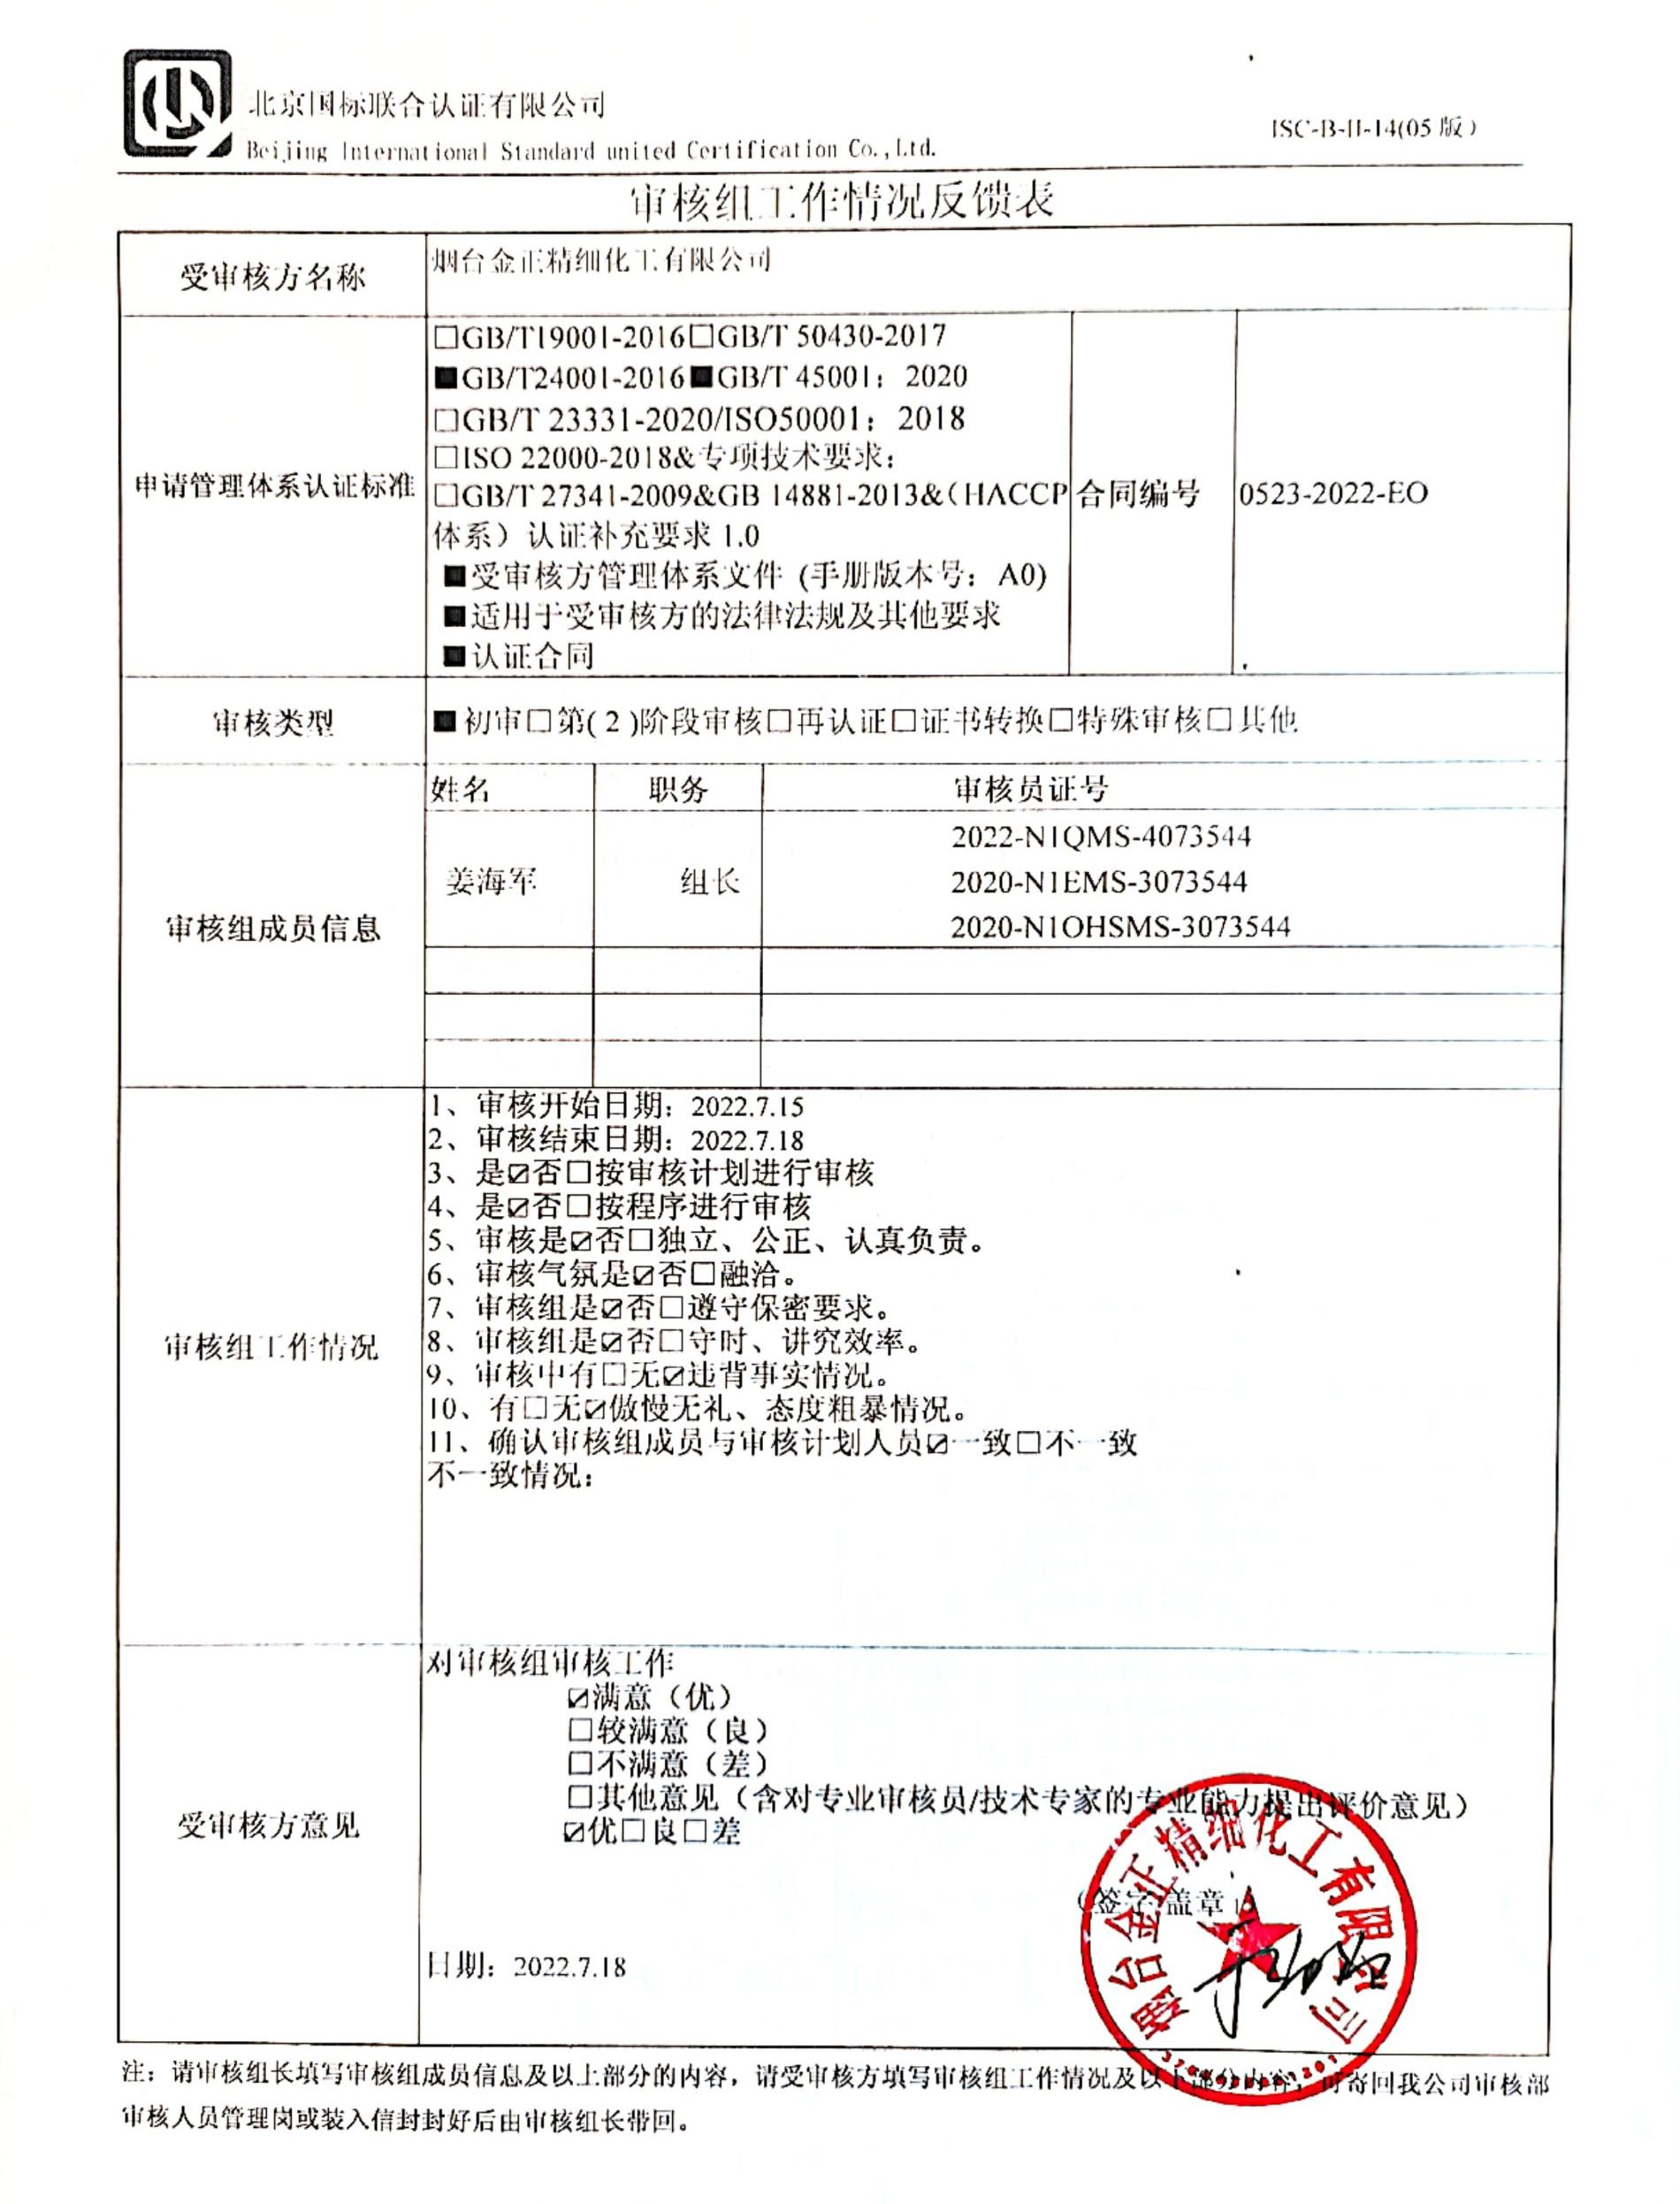 北京国标联合认证有限公司
Beijing International Standard united Certification Co.,Ltd.
ISC-B-II-14(05版)
审核组工作情况反馈表
受审核方名称
烟台金正精细化工有限公司
申请管理体系认证标准
□GB/T19001-2016□GB/T 50430-2017
■GB/T24001-2016■GB/T 45001：2020
□GB/T 23331-2020/ISO50001：2018
□ISO 22000-2018&专项技术要求：
□GB/T 27341-2009&GB 14881-2013&（HACCP
体系）认证补充要求 1.0
■受审核方管理体系文件 (手册版本号：A0)
■适用于受审核方的法律法规及其他要求
■认证合同
合同编号
0523-2022-EO
审核类型
■初审□第( 2 )阶段审核□再认证□证书转换□特殊审核□其他
审核组成员信息
姓名 职务 审核员证号
姜海军 组长
2022-N1QMS-4073544
2020-N1EMS-3073544
2020-N1OHSMS-3073544
审核组工作情况
1、审核开始日期：2022.7.15
2、审核结束日期：2022.7.18
3、是☑否□按审核计划进行审核
4、是☑否□按程序进行审核
5、审核是☑否□独立、公正、认真负责。
6、审核气氛是☑否□融洽。
7、审核组是☑否□遵守保密要求。
8、审核组是☑否□守时、讲究效率。
9、审核中有□无☑违背事实情况。
10、有□无☑傲慢无礼、态度粗暴情况。
11、确认审核组成员与审核计划人员☑一致□不一致
不一致情况：
受审核方意见
对审核组审核工作
☑满意（优）
□较满意（良）
□不满意（差）
□其他意见（含对专业审核员/技术专家的专业能力提出评价意见）
☑优□良□差
（签字 盖章）
烟台金正精细化工有限公司
日期：2022.7.18
注：请审核组长填写审核组成员信息及以上部分的内容，请受审核方填写审核组工作情况及以下部分内容，可寄回我公司审核部
审核人员管理岗或装入信封封好后由审核组长带回。